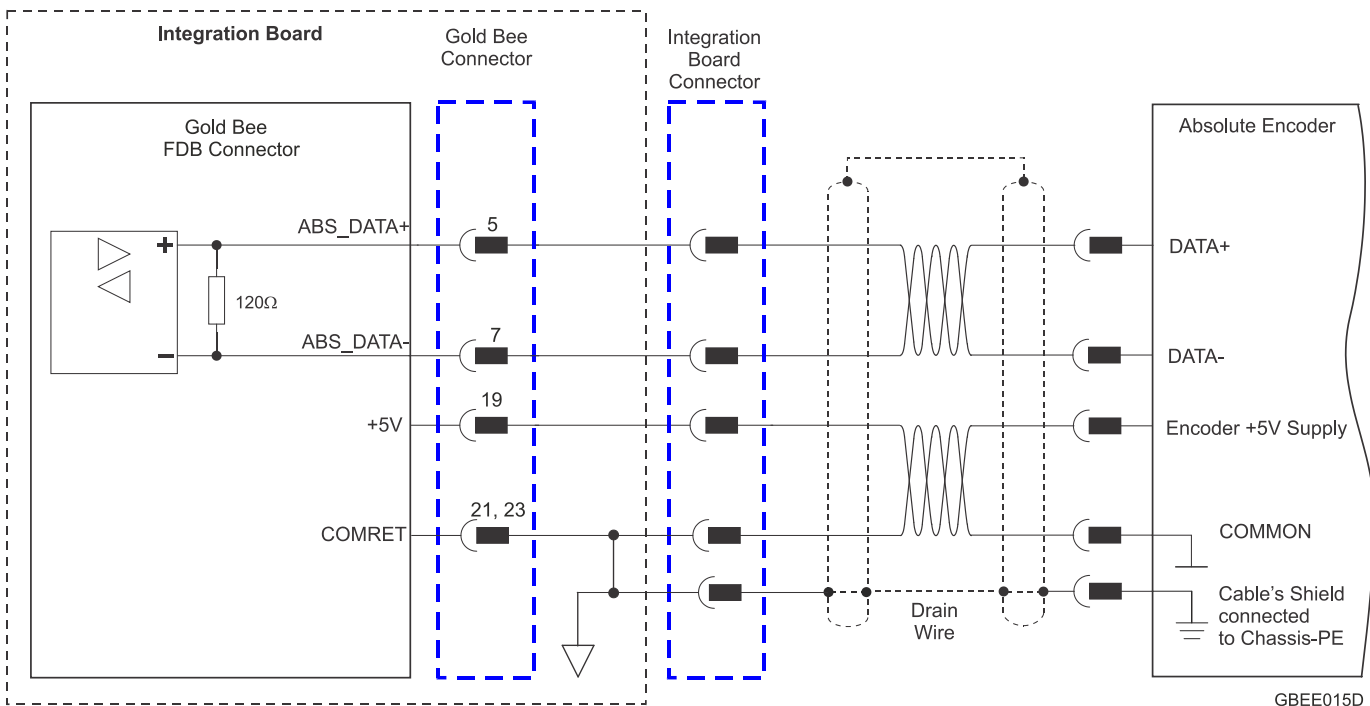 Integration Board
Gold Bee
Connector
Integration
Board
Connector
Gold Bee
FDB Connector
Absolute Encoder
ABS_DATA+
5
DATA+
+
120Ω
ABS_DATA-
7
DATA-
-
19
+5V
Encoder +5V Supply
21, 23
COMRET
COMMON
Drain
Wire
Cable's Shield
connected
to Chassis-PE
GBEE015D